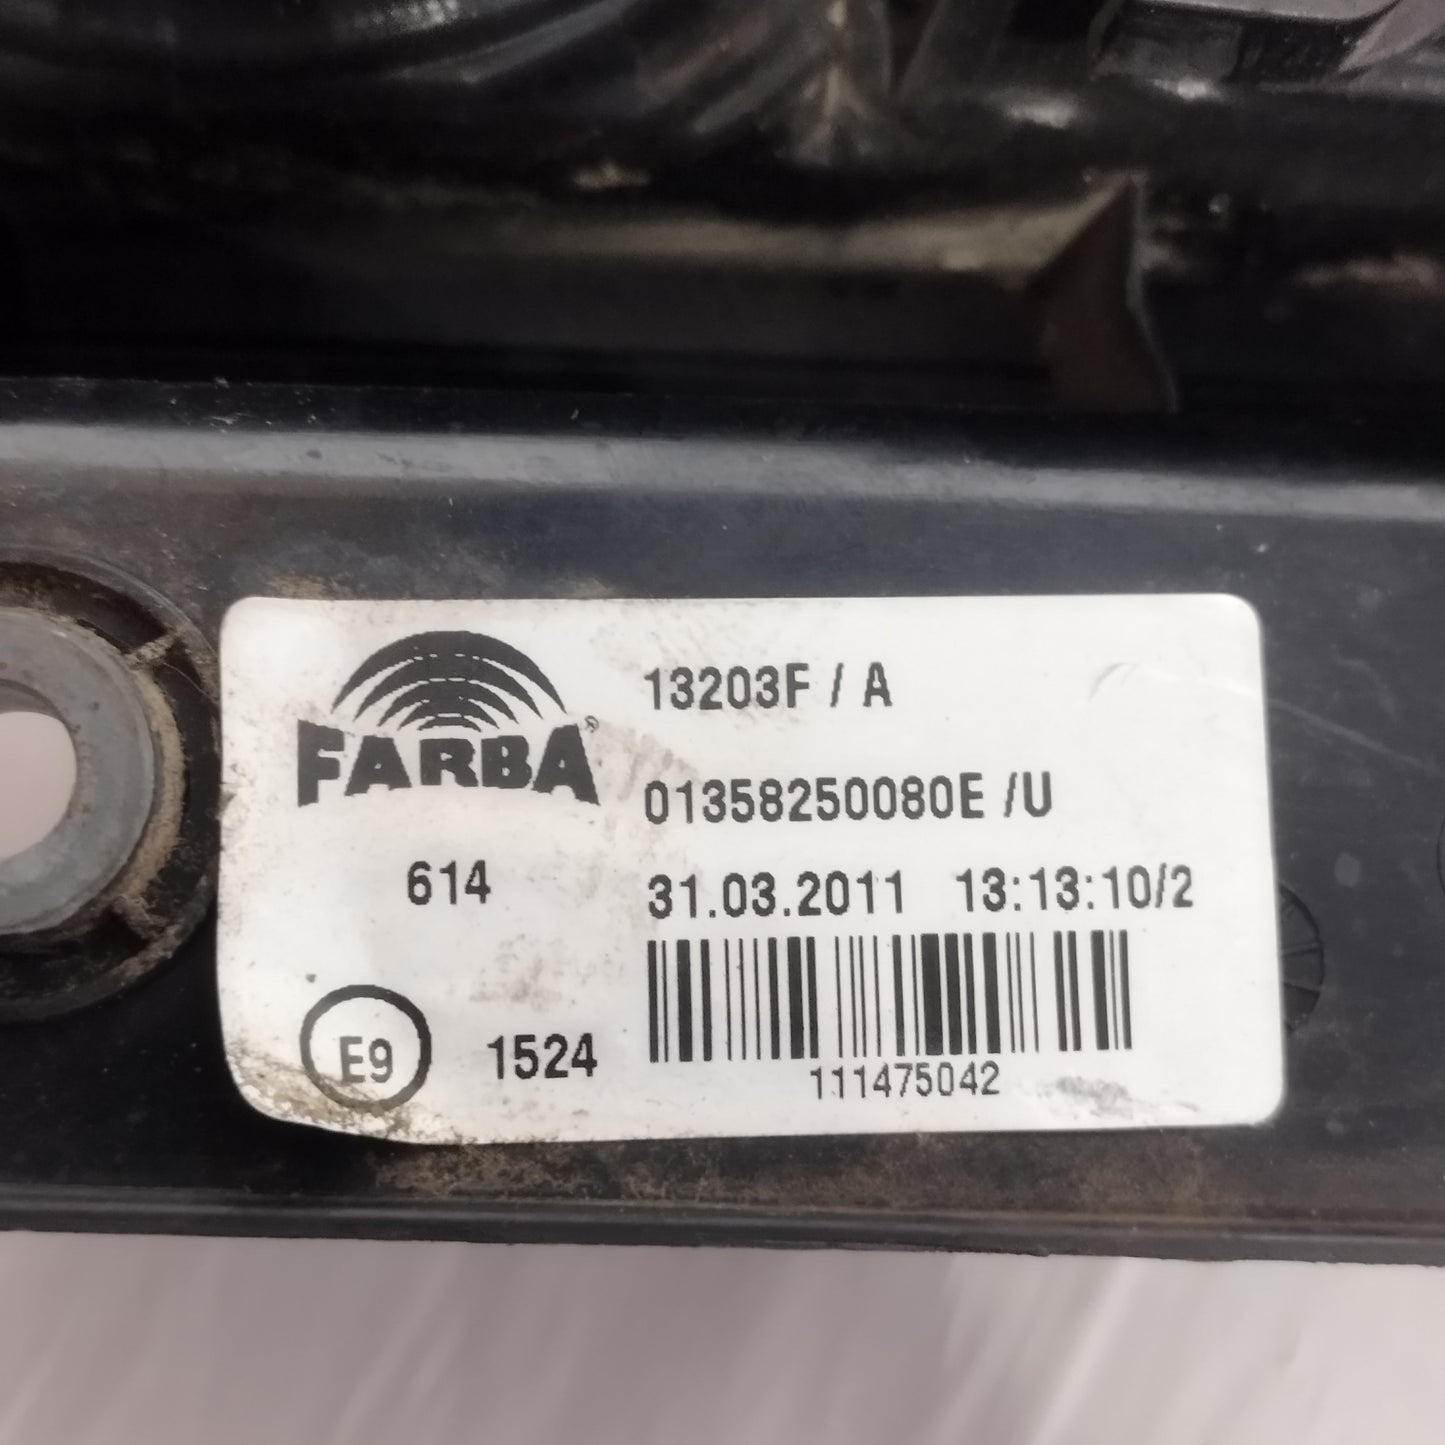 FARBA®
13203F / A
01358250080E /U
614
31.03.2011 13:13:10/2
E9
1524
111475042